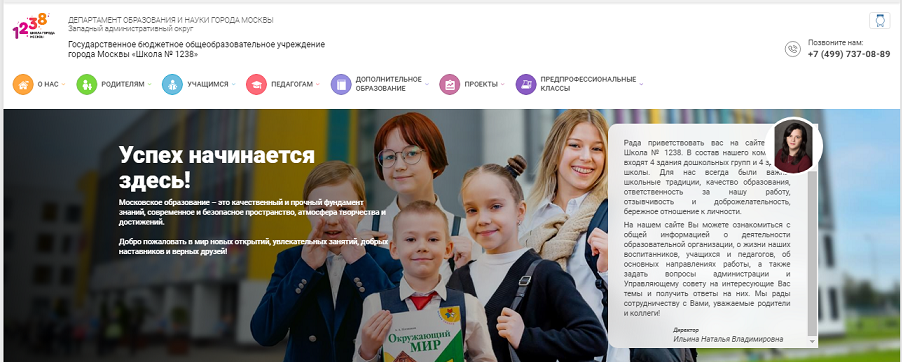 1238
ШКОЛА ГОРОДА
МОСКВЫ
ДЕПАРТАМЕНТ ОБРАЗОВАНИЯ И НАУКИ ГОРОДА МОСКВЫ
Западный административный округ
Государственное бюджетное общеобразовательное учреждение
города Москвы «Школа № 1238»
Позвоните нам:
+7 (499) 737-08-89
О НАС
РОДИТЕЛЯМ
УЧАЩИМСЯ
ПЕДАГОГАМ
ДОПОЛНИТЕЛЬНОЕ
ОБРАЗОВАНИЕ
ПРОЕКТЫ
ПРЕДПРОФЕССИОНАЛЬНЫЕ
КЛАССЫ
Успех начинается
здесь!
Московское образование – это качественный и прочный фундамент
знаний, современное и безопасное пространство, атмосфера творчества и
достижений.
Добро пожаловать в мир новых открытий, увлекательных занятий, добрых
наставников и верных друзей!
Окружающий
МИР
Рада приветствовать вас на сайте
Школы № 1238. В состав нашего
входят 4 здания дошкольных групп и 4
школы. Для нас всегда были
школьные традиции, качество образования,
ответственность за нашу работу,
отзывчивость и доброжелательность,
бережное отношение к личности.
На нашем сайте Вы можете ознакомиться с
общей информацией о деятельности
образовательной организации, о жизни наших
воспитанников, учащихся и педагогов, об
основных направлениях работы, а также
задать вопросы администрации и
Управляющему совету на интересующие Вас
темы и получить ответы на них. Мы рады
сотрудничеству с Вами, уважаемые родители
и коллеги!
Директор
Ильина Наталья Владимировна